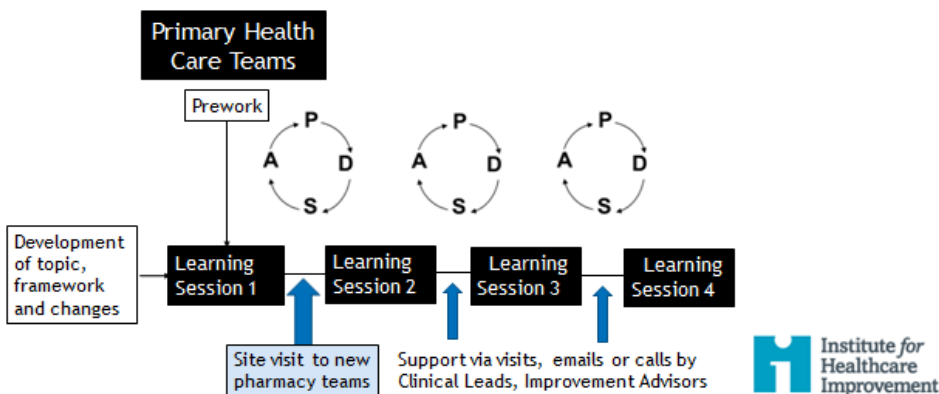 Primary Health
Care Teams
Prework
P
A
D
S
P
A
D
S
P
A
D
S
Development
of topic,
framework
and changes
Learning
Session 1
Learning
Session 2
Learning
Session 3
Learning
Session 4
Site visit to new
pharmacy teams
Support via visits, emails or calls by
Clinical Leads, Improvement Advisors
Institute for
Healthcare
Improvement